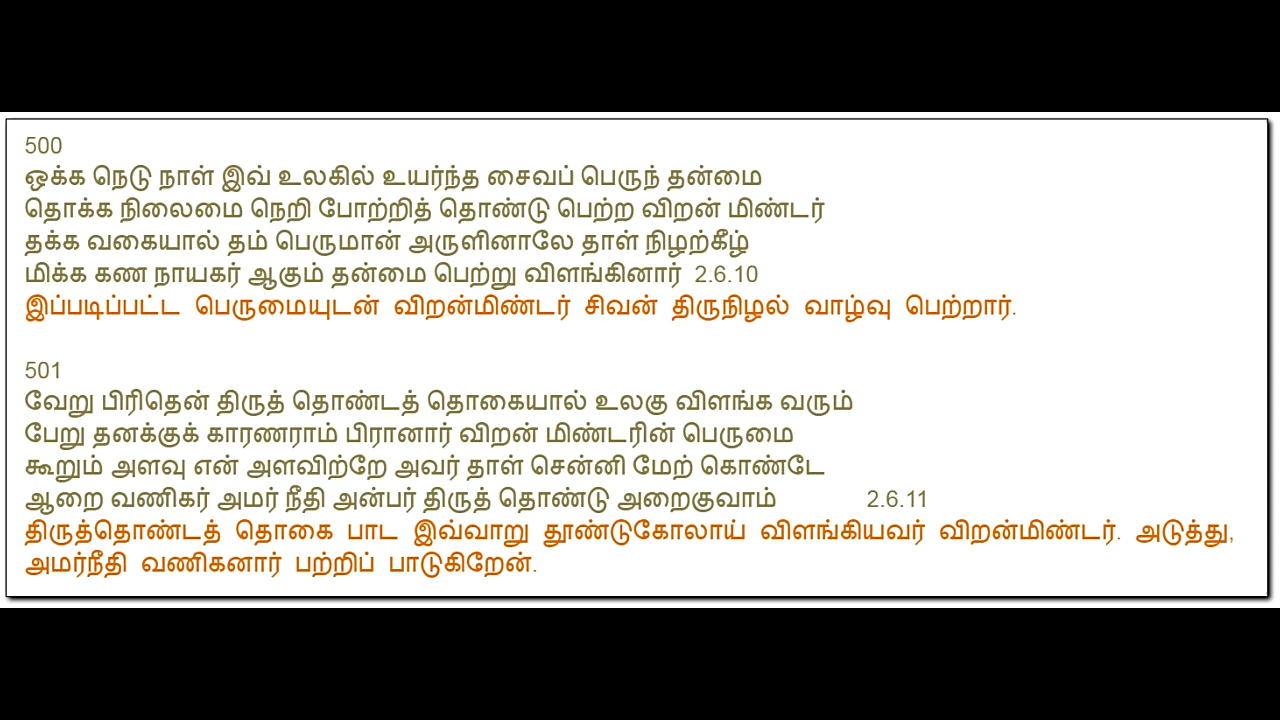 500
ஒக்க நெடு நாள் இவ் உலகில் உயர்ந்த சைவப் பெருந் தன்மை
தொக்க நிலைமை நெறி போற்றித் தொண்டு பெற்ற விறன் மிண்டர்
தக்க வகையால் தம் பெருமான் அருளினாலே தாள் நிழற்கீழ்
மிக்க கண நாயகர் ஆகும் தன்மை பெற்று விளங்கினார் 2.6.10
இப்படிப்பட்ட பெருமையுடன் விறன்மிண்டர் சிவன் திருநிழல் வாழ்வு பெற்றார்.
501
வேறு பிரிதென் திருத் தொண்டத் தொகையால் உலகு விளங்க வரும்
பேறு தனக்குக் காரணராம் பிரானார் விறன் மிண்டரின் பெருமை
கூறும் அளவு என் அளவிற்றே அவர் தாள் சென்னி மேற் கொண்டே
ஆறை வணிகர் அமர் நீதி அன்பர் திருத் தொண்டு அறைகுவாம் 2.6.11
திருத்தொண்டத் தொகை பாட இவ்வாறு தூண்டுகோலாய் விளங்கியவர் விறன்மிண்டர். அடுத்து,
அமர்நீதி வணிகனார் பற்றிப் பாடுகிறேன்.